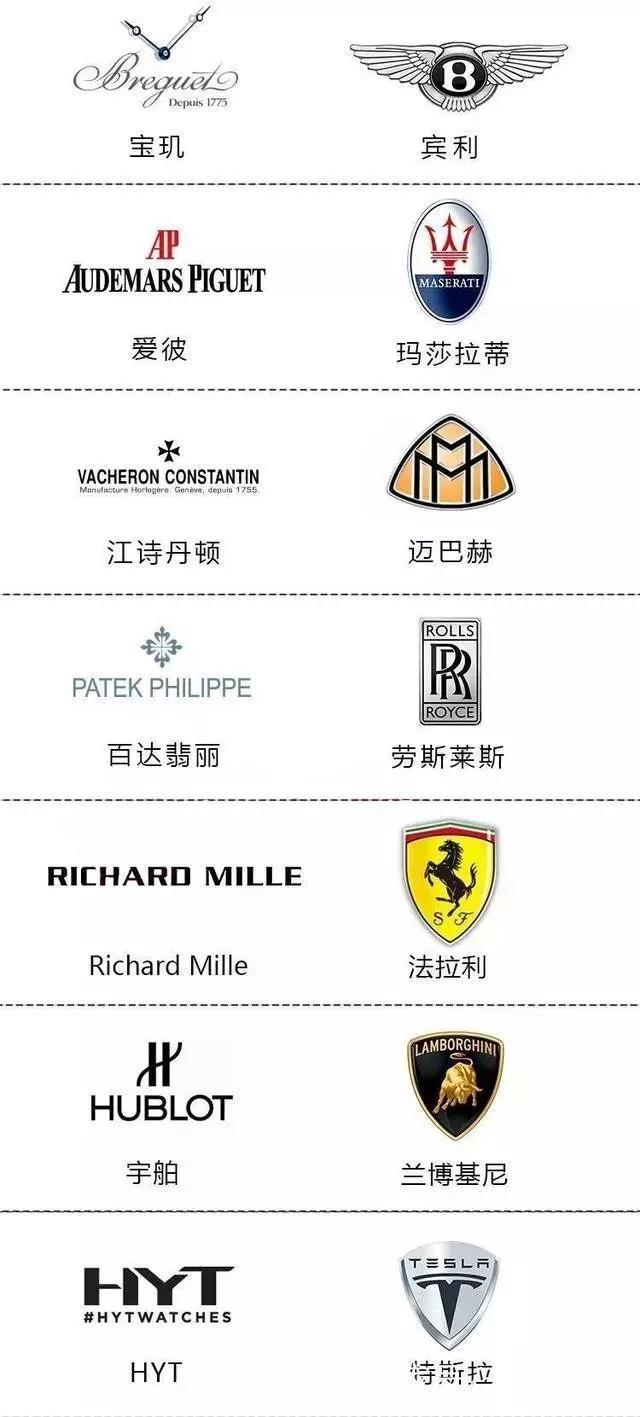 Breguet
Depuis 1775
B
宝玑
宾利
AP
AUDEMARS PIGUET
MASERATI
爱彼
玛莎拉蒂
VACHERON CONSTANTIN
Manufacture Horlogère. Genève, depuis 1755.
江诗丹顿
迈巴赫
PATEK PHILIPPE
ROLLS
RR
ROYCE
百达翡丽
劳斯莱斯
RICHARD MILLE
S F
Richard Mille
法拉利
H
HUBLOT
LAMBORGHINI
宇舶
兰博基尼
HYT
#HYTWATCHES
TESLA
HYT
特斯拉